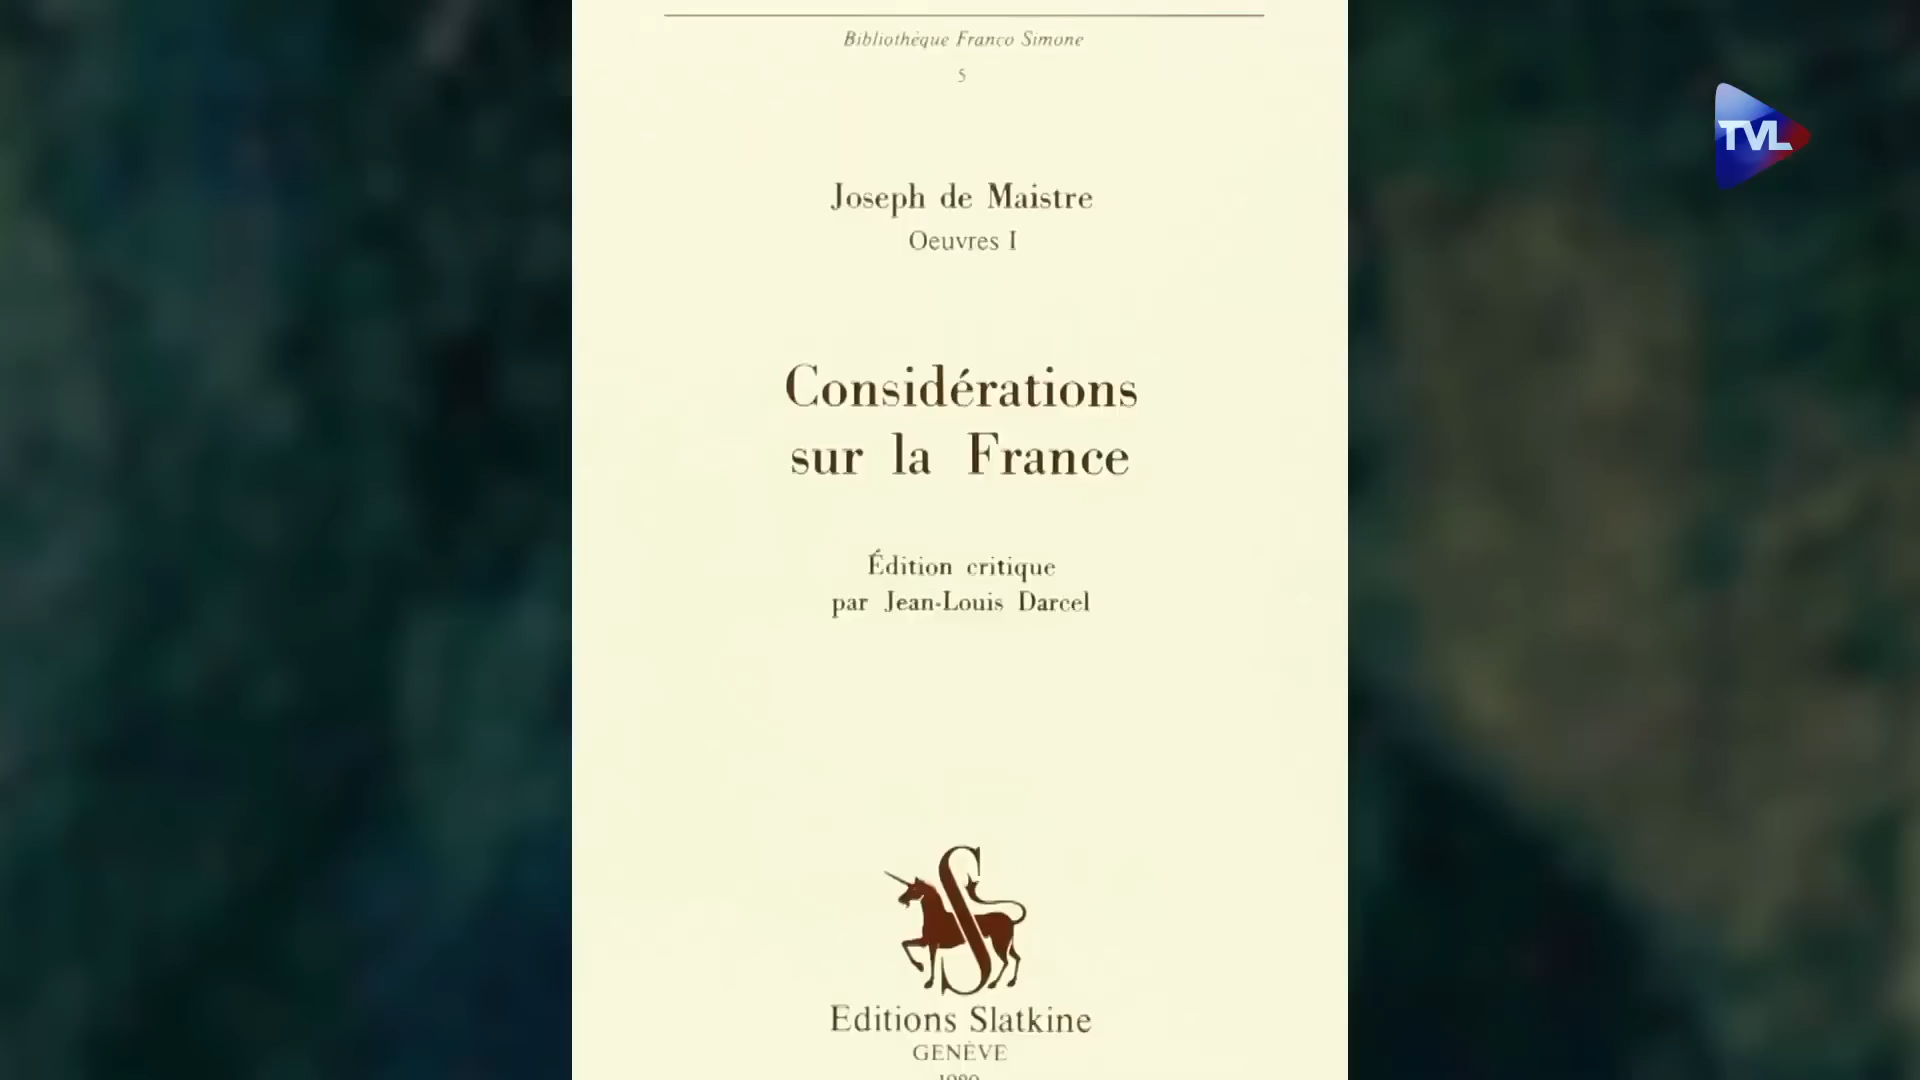 Bibliothèque Franco Simone
5
TVL
Joseph de Maistre
Oeuvres I
Considérations
sur la France
Édition critique
par Jean-Louis Darcel
S
Editions Slatkine
GENÈVE